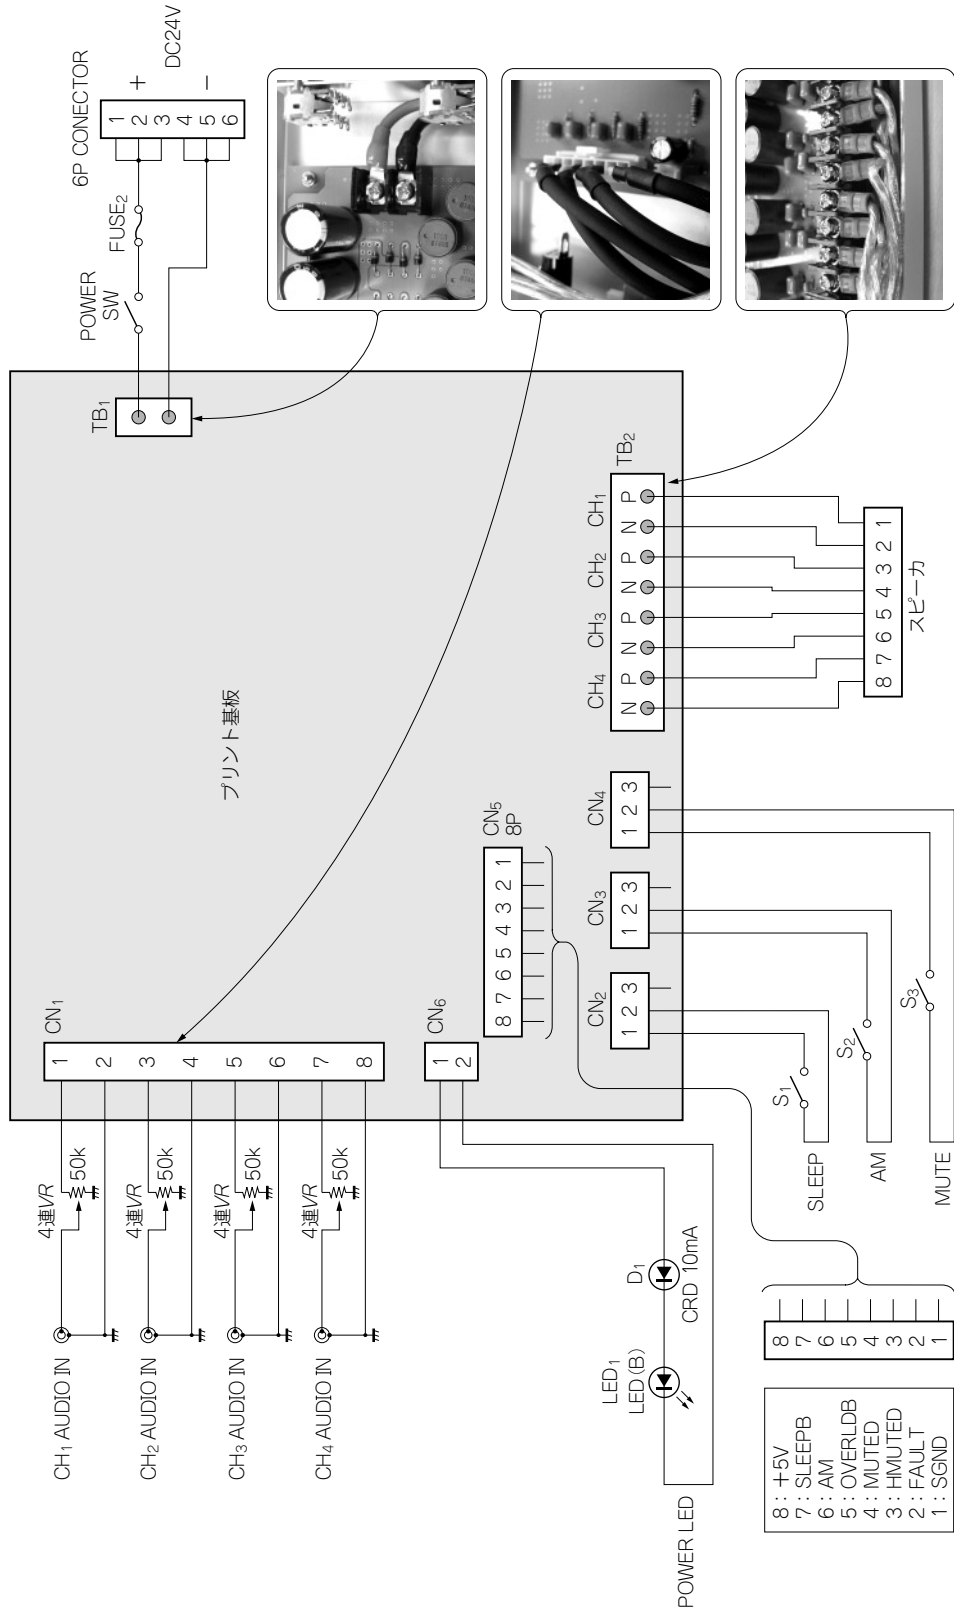 6P CONECTOR
1
2
3
4
5
6
+
−
DC24V
FUSE2
POWER
SW
TB1
プリント基板
CN1
1
2
3
4
5
6
7
8
4連VR
50k
4連VR
50k
4連VR
50k
4連VR
50k
CH1 AUDIO IN
CH2 AUDIO IN
CH3 AUDIO IN
CH4 AUDIO IN
CN6
1
2
D1
CRD 10mA
LED1
LED (B)
POWER LED
CN5
8P
8 7 6 5 4 3 2 1
CN2
1 2 3
CN3
1 2 3
CN4
1 2 3
S1
S2
S3
SLEEP
AM
MUTE
CH4 CH3 CH2 CH1
TB2
N P N P N P N P
8 7 6 5 4 3 2 1
スピーカ
8
7
6
5
4
3
2
1
8：+5V
7：SLEEPB
6：AM
5：OVERLDB
4：MUTED
3：HMUTED
2：FAULT
1：SGND